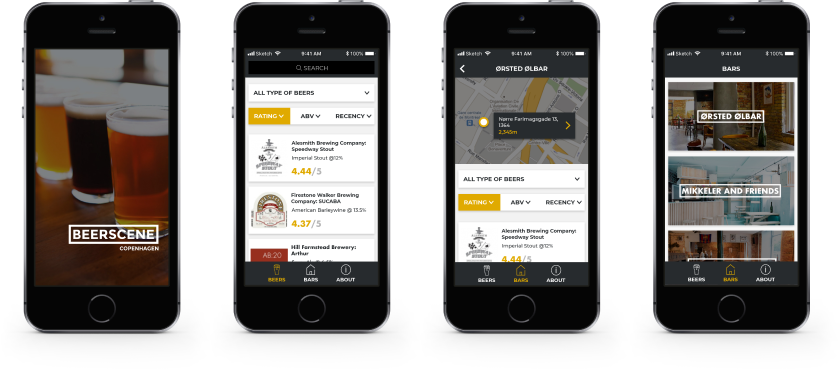 BEERSCENE
COPENHAGEN
Sketch 9:41 AM 100%
SEARCH
ALL TYPE OF BEERS
RATING ABV RECENCY
Alesmith Brewing Company:
Speedway Stout
Imperial Stout @12%
4.44/5
Firestone Walker Brewing
Company: SUCABA
American Barleywine @ 13.5%
4.37/5
AB:20
Hill Farmstead Brewery:
Arthur
BEERS BARS ABOUT
Sketch 9:41 AM 100%
ØRSTED ØLBAR
Nørre Farimagsgade 13,
1364
2,345m
ALL TYPE OF BEERS
RATING ABV RECENCY
Alesmith Brewing Company:
Speedway Stout
Imperial Stout @12%
4.44/5
BEERS BARS ABOUT
Sketch 9:41 AM 100%
BARS
ØRSTED ØLBAR
MIKKELER AND FRIENDS
BEERS BARS ABOUT